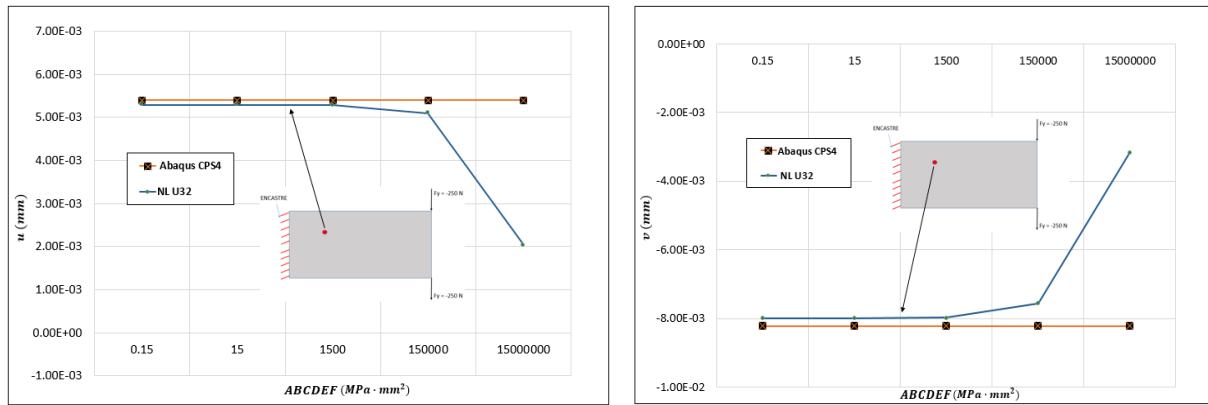 7.00E-03
6.00E-03
5.00E-03
4.00E-03
3.00E-03
2.00E-03
1.00E-03
0.00E+00
-1.00E-03
u (mm)
Abaqus CPS4
NL U32
ENCASTRE
Fy = -250 N
Fy = -250 N
0.15 15 1500 150000 15000000
ABCDEF (MPa · mm²)
0.00E+00
-2.00E-03
-4.00E-03
-6.00E-03
-8.00E-03
-1.00E-02
v (mm)
0.15 15 1500 150000 15000000
Fy = -250 N
ENCASTRE
Abaqus CPS4
NL U32
Fy = -250 N
ABCDEF (MPa · mm²)